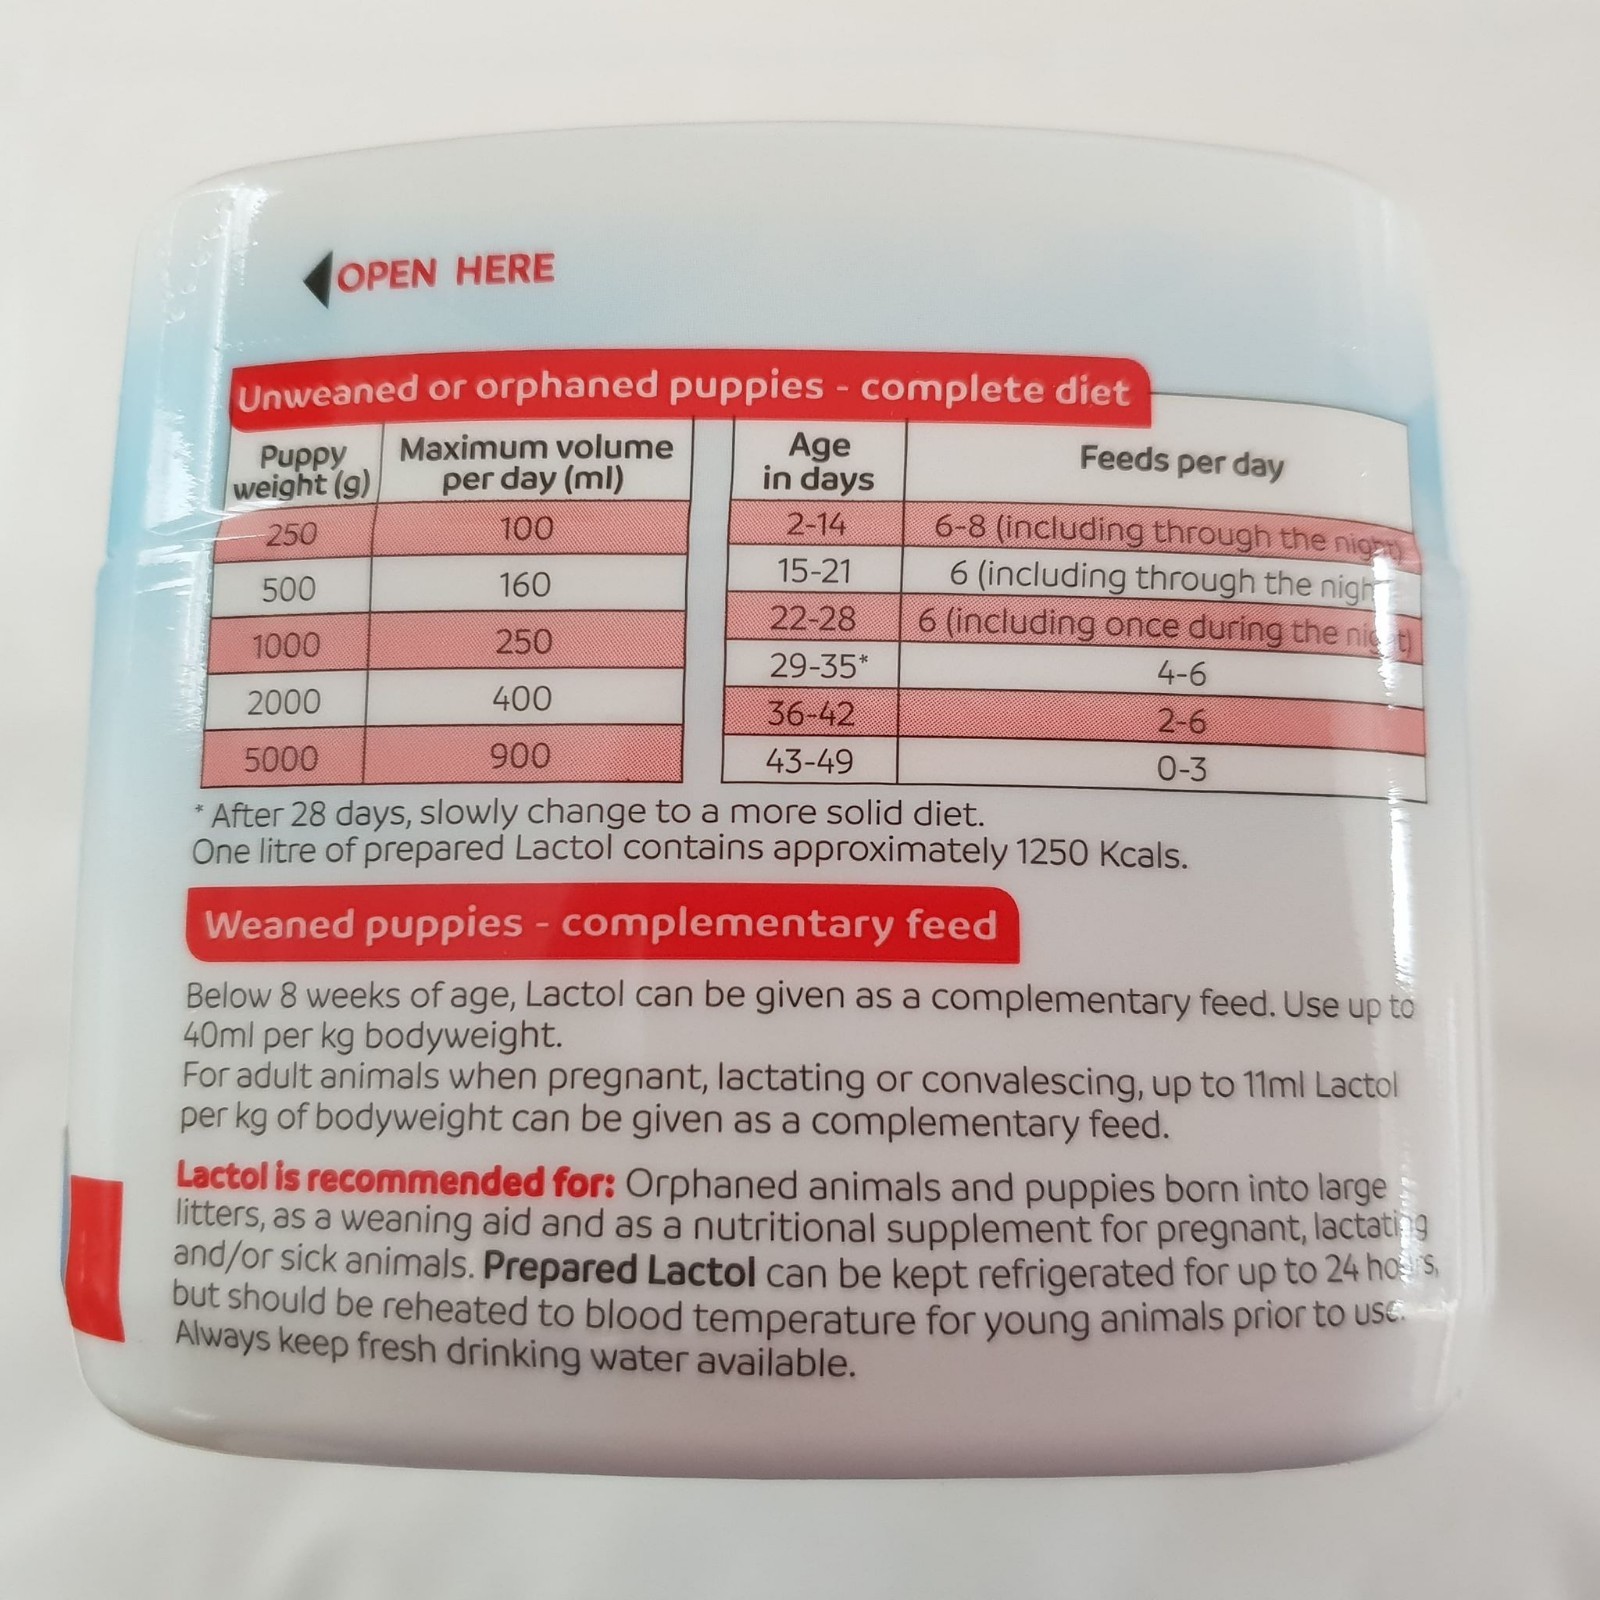 OPEN HERE
Unweaned or orphaned puppies - complete diet
Puppy weight (g) Maximum volume per day (ml)
250 100
500 160
1000 250
2000 400
5000 900
Age in days Feeds per day
2-14 6-8 (including through the night)
15-21 6 (including through the nigh
22-28 6 (including once during the night)
29-35* 4-6
36-42 2-6
43-49 0-3
* After 28 days, slowly change to a more solid diet.
One litre of prepared Lactol contains approximately 1250 Kcals.
Weaned puppies - complementary feed
Below 8 weeks of age, Lactol can be given as a complementary feed. Use up to
40ml per kg bodyweight.
For adult animals when pregnant, lactating or convalescing, up to 11ml Lactol
per kg of bodyweight can be given as a complementary feed.
Lactol is recommended for: Orphaned animals and puppies born into large
litters, as a weaning aid and as a nutritional supplement for pregnant, lactating
and/or sick animals. Prepared Lactol can be kept refrigerated for up to 24 hours,
but should be reheated to blood temperature for young animals prior to use.
Always keep fresh drinking water available.